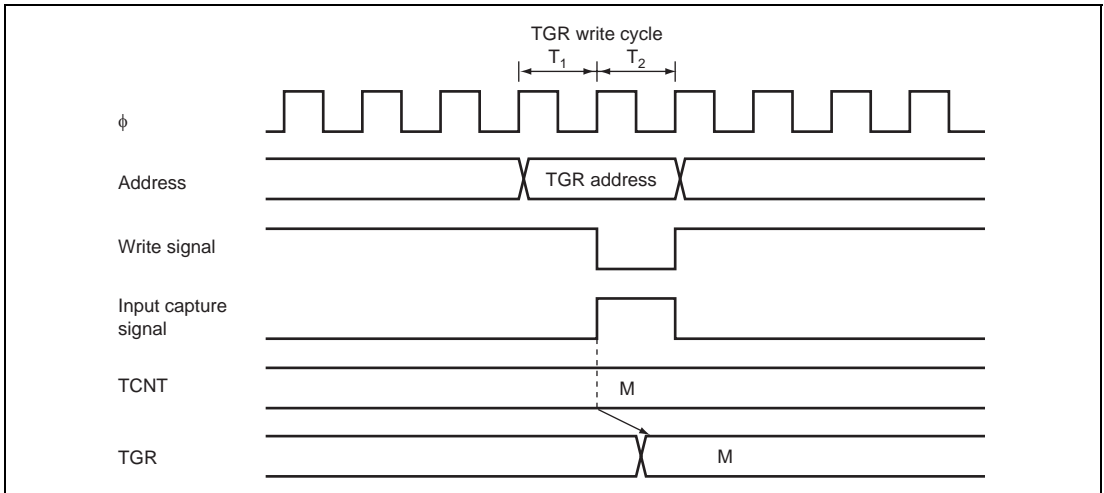 TGR write cycle
T1 T2
ϕ
Address
TGR address
Write signal
Input capture
signal
TCNT
M
TGR
M